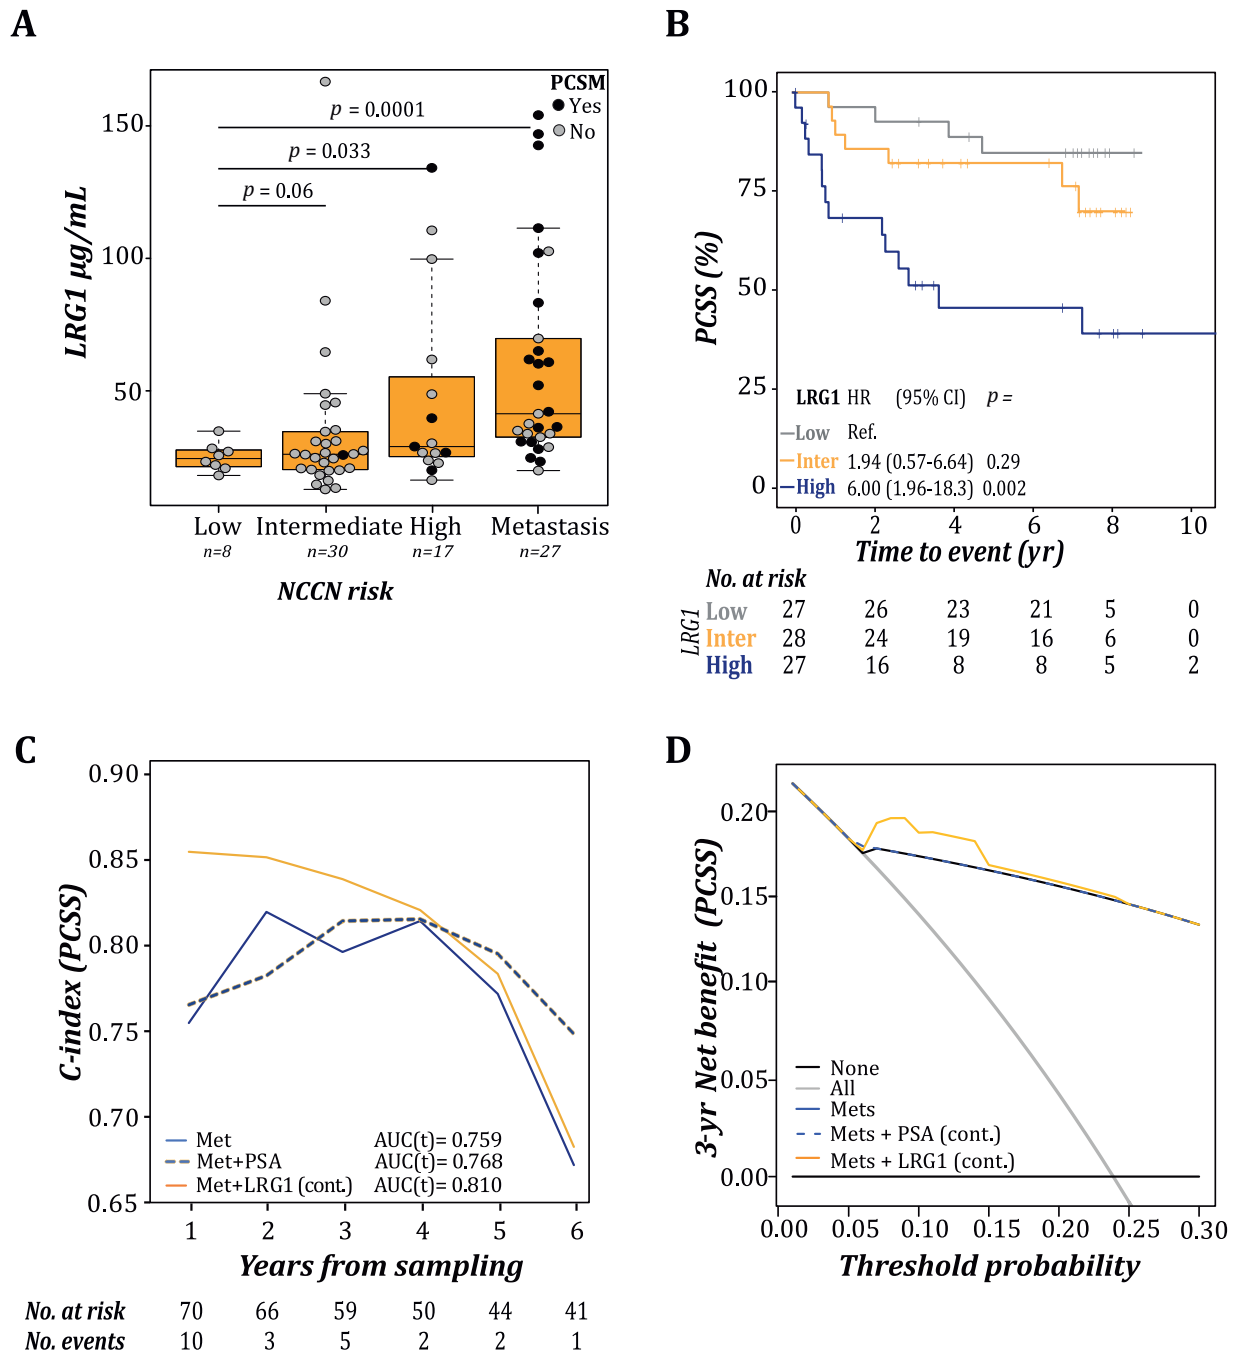 A
LRG1 µg/mL
150
100
50
PCSM
Yes
No
p = 0.0001
p = 0.033
p = 0.06
Low Intermediate High Metastasis
n=8 n=30 n=17 n=27
NCCN risk
B
PCSS (%)
100
75
50
25
0
LRG1 HR (95% CI) p =
Low Ref.
Inter 1.94 (0.57-6.64) 0.29
High 6.00 (1.96-18.3) 0.002
0 2 4 6 8 10
Time to event (yr)
No. at risk
LRG1
Low 27 26 23 21 5 0
Inter 28 24 19 16 6 0
High 27 16 8 8 5 2
C
C-index (PCSS)
0.90
0.85
0.80
0.75
0.70
0.65
Met AUC(t)= 0.759
Met+PSA AUC(t)= 0.768
Met+LRG1 (cont.) AUC(t)= 0.810
1 2 3 4 5 6
Years from sampling
No. at risk 70 66 59 50 44 41
No. events 10 3 5 2 2 1
D
3-yr Net benefit (PCSS)
0.20
0.15
0.10
0.05
0.00
None
All
Mets
Mets + PSA (cont.)
Mets + LRG1 (cont.)
0.00 0.05 0.10 0.15 0.20 0.25 0.30
Threshold probability